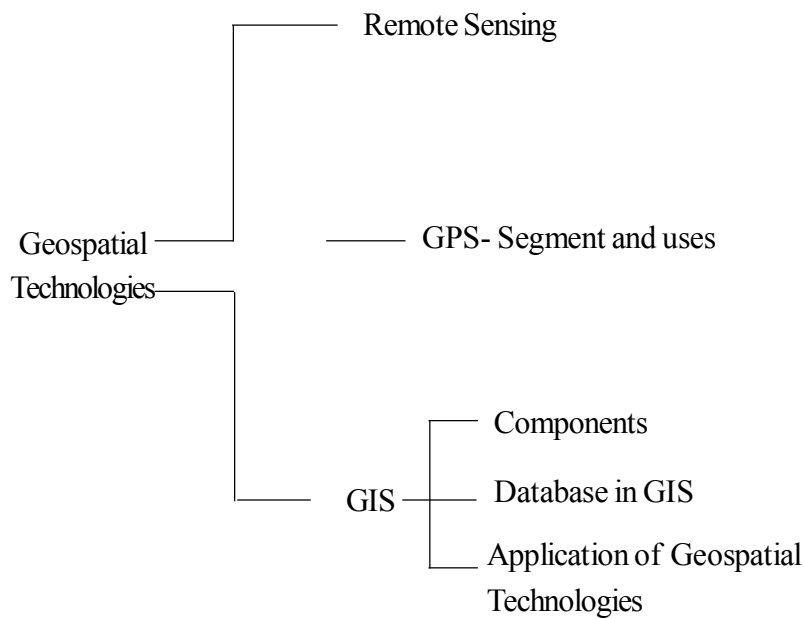 Remote Sensing
Geospatial
Technologies
GPS- Segment and uses
GIS
Components
Database in GIS
Application of Geospatial
Technologies